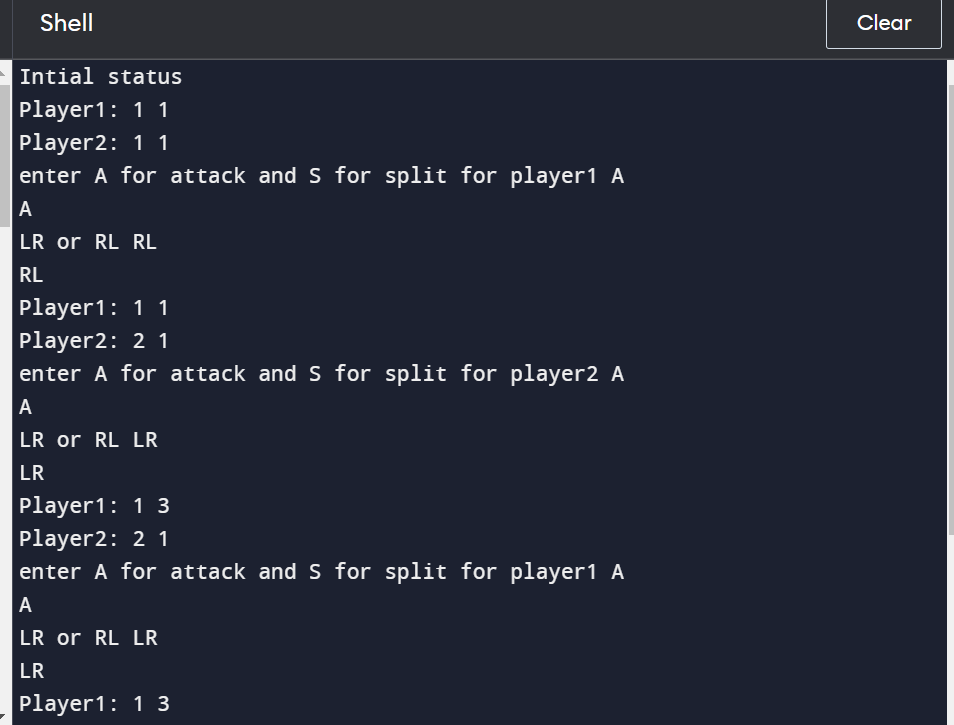 Shell
Clear
Intial status
Player1: 1 1
Player2: 1 1
enter A for attack and S for split for player1 A
A
LR or RL RL
RL
Player1: 1 1
Player2: 2 1
enter A for attack and S for split for player2 A
A
LR or RL LR
LR
Player1: 1 3
Player2: 2 1
enter A for attack and S for split for player1 A
A
LR or RL LR
LR
Player1: 1 3